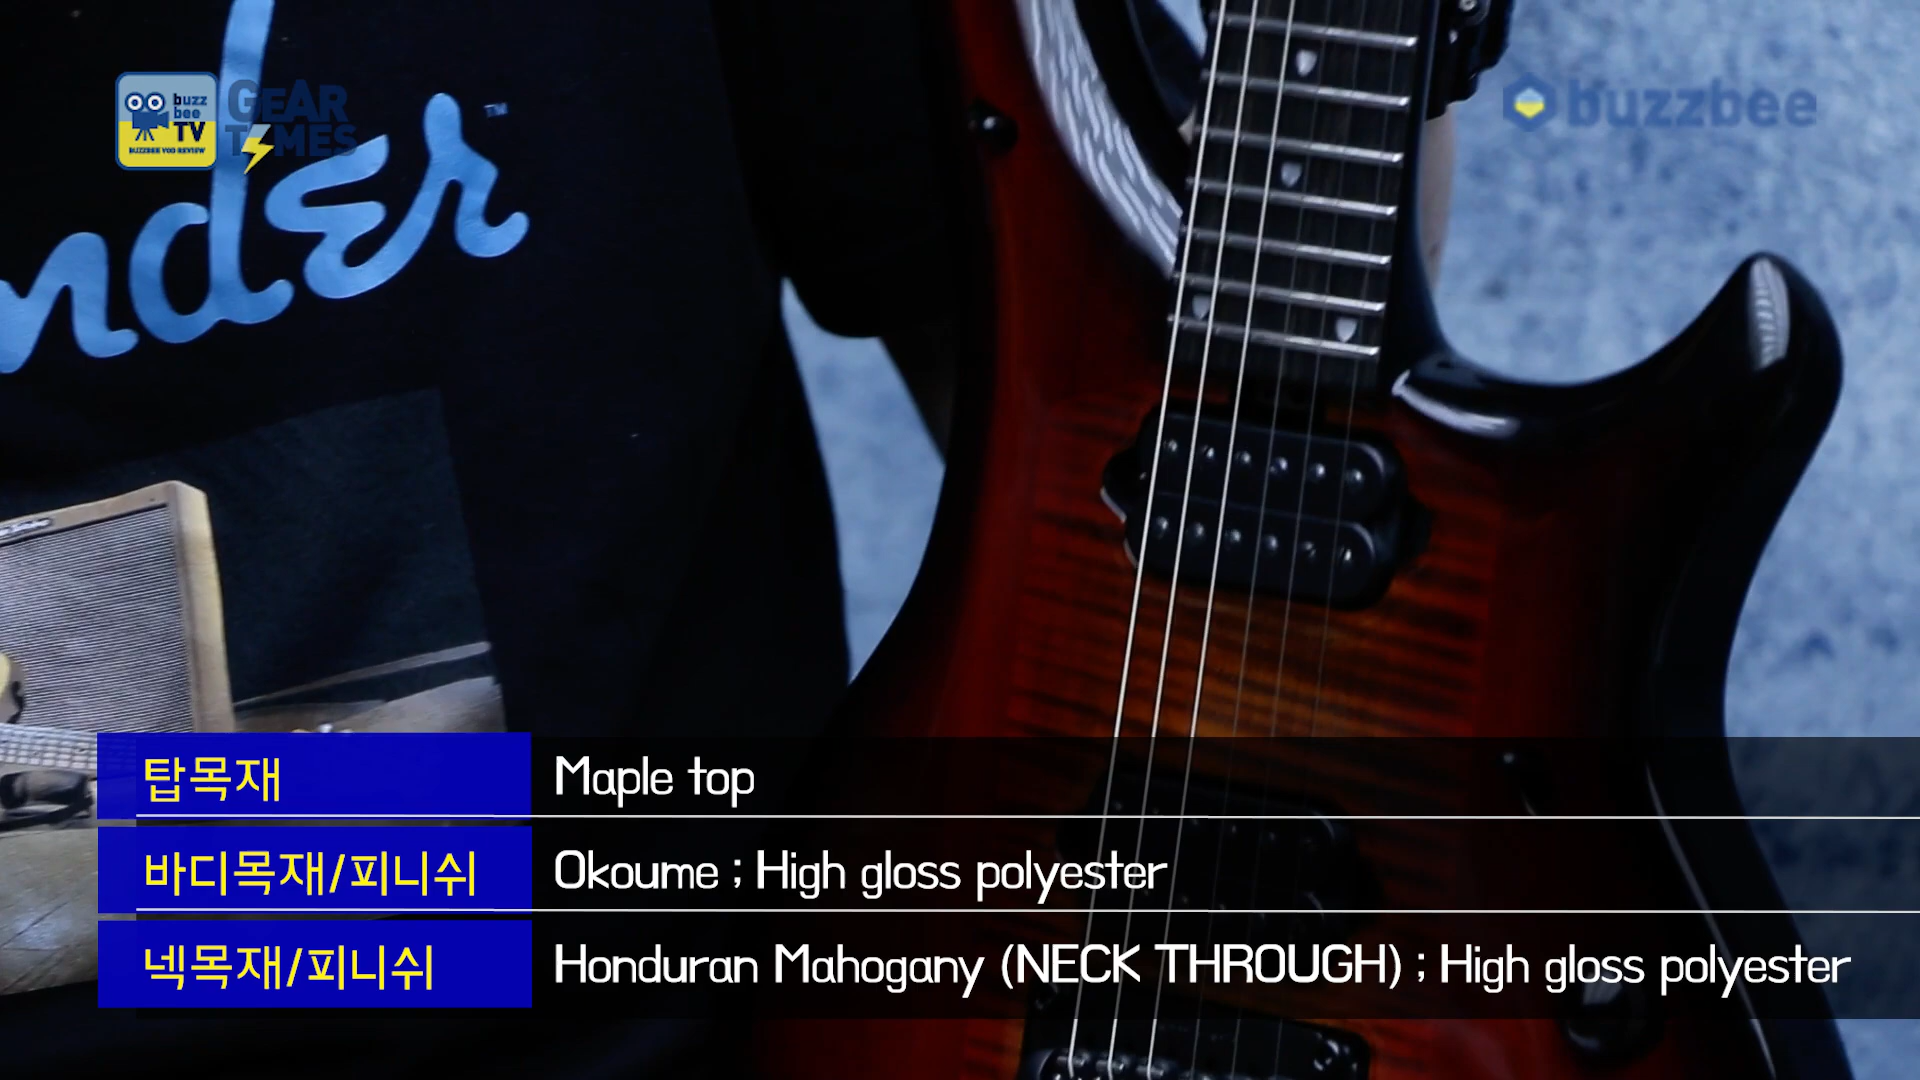 buzz
bee
TV
BUZZBEE VOD REVIEW
GEAR
TIMES
buzzbee
nder™
탑목재 Maple top
바디목재/피니쉬 Okoume ; High gloss polyester
넥목재/피니쉬 Honduran Mahogany (NECK THROUGH) ; High gloss polyester